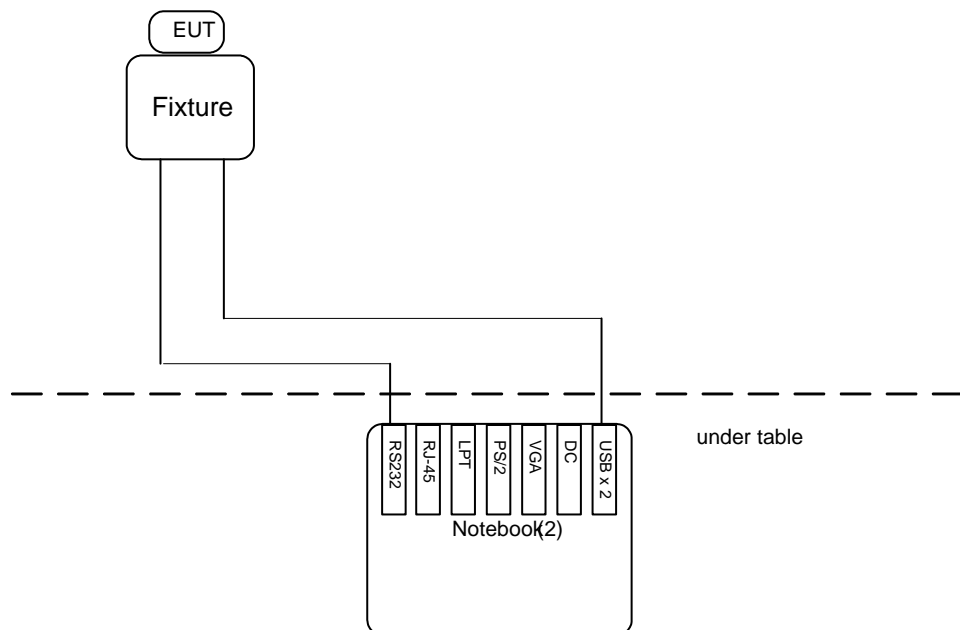 EUT
Fixture
under table
RS232
RJ-45
LPT
PS/2
VGA
DC
USB x 2
Notebook(2)